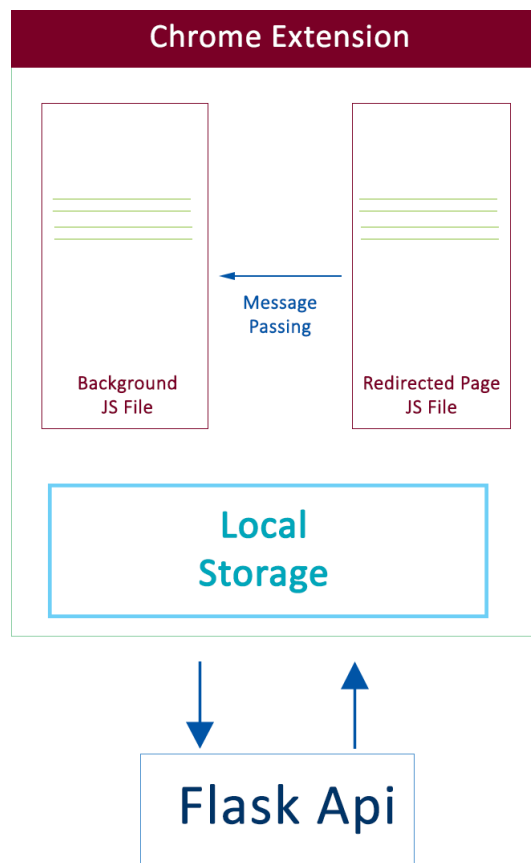 Chrome Extension
Message
Passing
Background
JS File
Redirected Page
JS File
Local
Storage
Flask Api